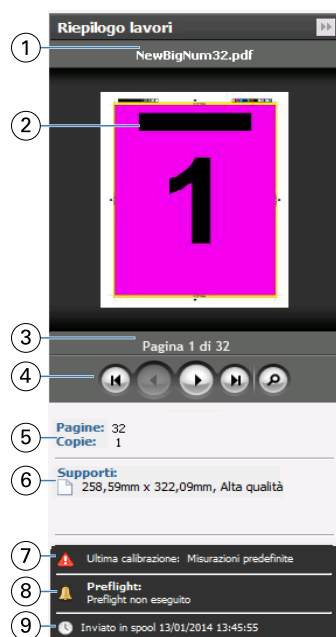 Riepilogo lavori
1
NewBigNum32.pdf
2
1
3
Pagina 1 di 32
4
5
Pagine: 32
Copie: 1
6
Supporti:
258,59mm x 322,09mm, Alta qualità
7
Ultima calibrazione: Misurazioni predefinite
8
Preflight:
Preflight non eseguito
9
Inviato in spool 13/01/2014 13:45:55